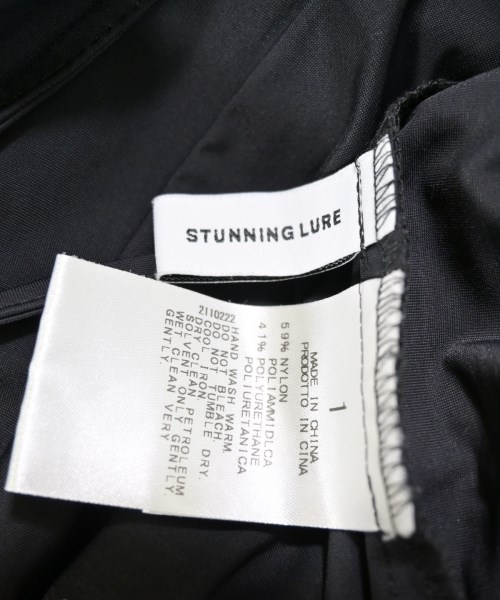 STUNNING LURE
1
MADE IN CHINA
PRODOTTO IN CINA
59% NYLON
POLIAMMIDICA
41% POLYURETHANE
POLIURETANICA
HAND WASH WARM.
DO NOT BLEACH.
DO NOT TUMBLE DRY.
COOL IRON.
DRY CLEAN PETROLEUM
SOLVENT ONLY GENTLY
WET CLEAN VERY
GENTLY.
2110222